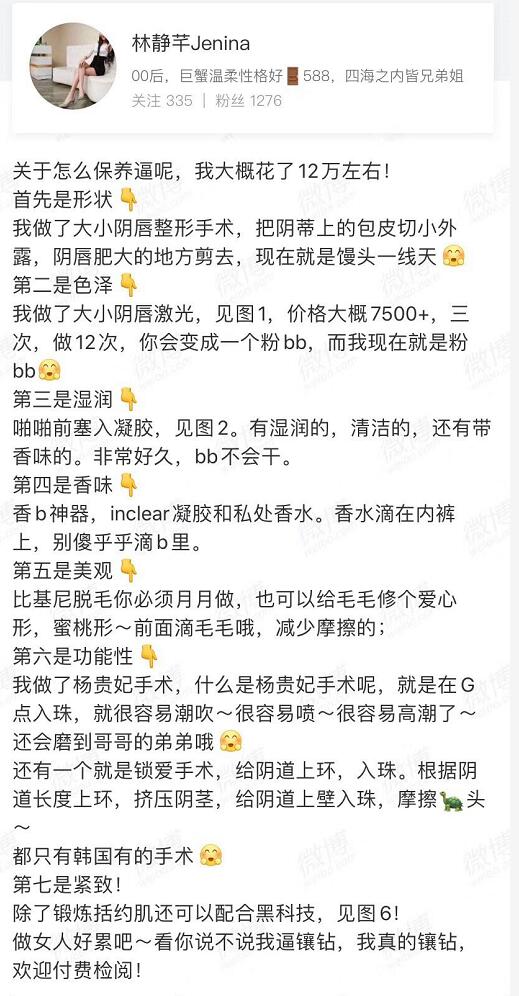 林静芊Jenina
00后，巨蟹温柔性格好🚪588，四海之内皆兄弟姐
关注 335 | 粉丝 1276
关于怎么保养逼呢，我大概花了12万左右！
首先是形状👇
我做了大小阴唇整形手术，把阴蒂上的包皮切小外
露，阴唇肥大的地方剪去，现在就是馒头一线天🤗
第二是色泽👇
我做了大小阴唇激光，见图1，价格大概7500+，三
次，做12次，你会变成一个粉bb，而我现在就是粉
bb🤗
第三是湿润👇
啪啪前塞入凝胶，见图2。有湿润的，清洁的，还有带
香味的。非常好久，bb不会干。
第四是香味👇
香b神器，inclear凝胶和私处香水。香水滴在内裤
上，别傻乎乎滴b里。
第五是美观👇
比基尼脱毛你必须月月做，也可以给毛毛修个爱心
形，蜜桃形～前面滴毛毛哦，减少摩擦的；
第六是功能性👇
我做了杨贵妃手术，什么是杨贵妃手术呢，就是在G
点入珠，就很容易潮吹～很容易喷～很容易高潮了～
还会磨到哥哥的弟弟哦🤗
还有一个就是锁爱手术，给阴道上环，入珠。根据阴
道长度上环，挤压阴茎，给阴道上壁入珠，摩擦🐢头
～
都只有韩国有的手术🤗
第七是紧致！
除了锻炼括约肌还可以配合黑科技，见图6！
做女人好累吧～看你说不说我逼镶钻，我真的镶钻，
欢迎付费检阅！